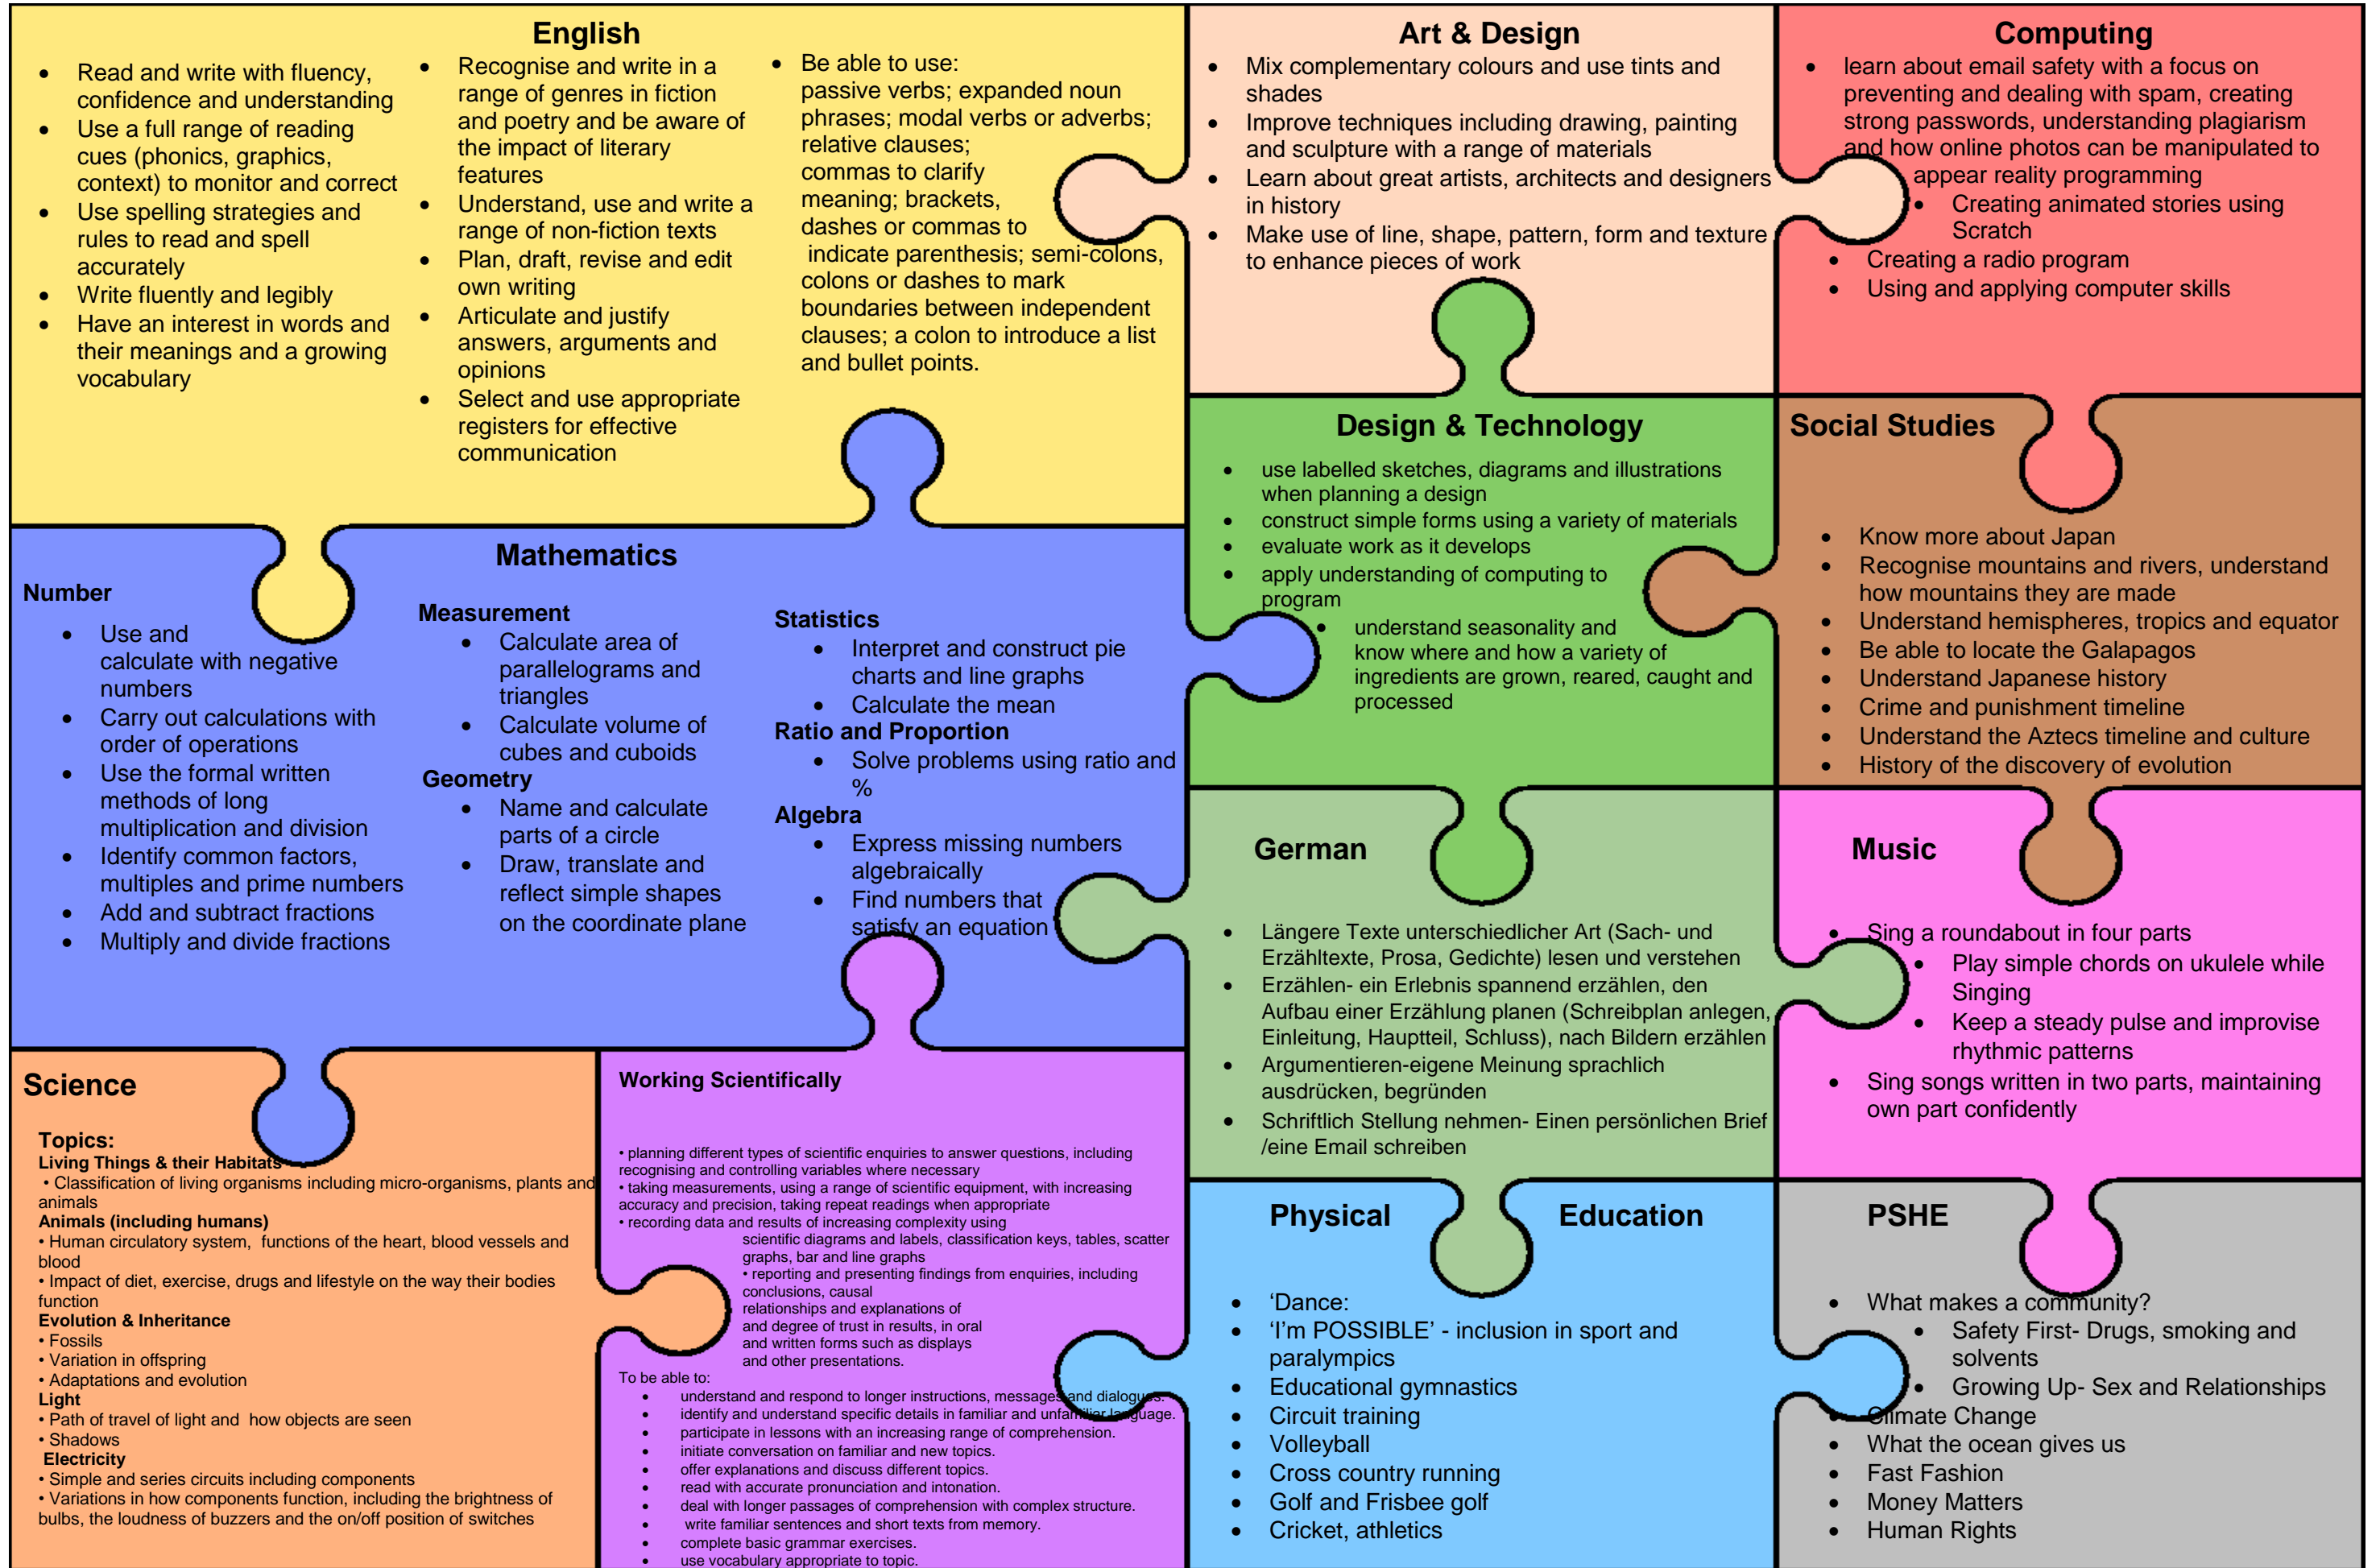 English
• Read and write with fluency,
confidence and understanding
• Use a full range of reading
cues (phonics, graphics,
context) to monitor and correct
• Use spelling strategies and
rules to read and spell
accurately
• Write fluently and legibly
• Have an interest in words and
their meanings and a growing
vocabulary
• Recognise and write in a
range of genres in fiction
and poetry and be aware of
the impact of literary
features
• Understand, use and write a
range of non-fiction texts
• Plan, draft, revise and edit
own writing
• Articulate and justify
answers, arguments and
opinions
• Select and use appropriate
registers for effective
communication
• Be able to use:
passive verbs; expanded noun
phrases; modal verbs or adverbs;
relative clauses;
commas to clarify
meaning; brackets,
dashes or commas to
indicate parenthesis; semi-colons,
colons or dashes to mark
boundaries between independent
clauses; a colon to introduce a list
and bullet points.
Art & Design
• Mix complementary colours and use tints and
shades
• Improve techniques including drawing, painting
and sculpture with a range of materials
• Learn about great artists, architects and designers
in history
• Make use of line, shape, pattern, form and texture
to enhance pieces of work
Computing
• learn about email safety with a focus on
preventing and dealing with spam, creating
strong passwords, understanding plagiarism
and how online photos can be manipulated to
appear reality programming
• Creating animated stories using
Scratch
• Creating a radio program
• Using and applying computer skills
Mathematics
Number
• Use and
calculate with negative
numbers
• Carry out calculations with
order of operations
• Use the formal written
methods of long
multiplication and division
• Identify common factors,
multiples and prime numbers
• Add and subtract fractions
• Multiply and divide fractions
Measurement
• Calculate area of
parallelograms and
triangles
• Calculate volume of
cubes and cuboids
Geometry
• Name and calculate
parts of a circle
• Draw, translate and
reflect simple shapes
on the coordinate plane
Statistics
• Interpret and construct pie
charts and line graphs
• Calculate the mean
Ratio and Proportion
• Solve problems using ratio and
%
Algebra
• Express missing numbers
algebraically
• Find numbers that
satisfy an equation
Design & Technology
• use labelled sketches, diagrams and illustrations
when planning a design
• construct simple forms using a variety of materials
• evaluate work as it develops
• apply understanding of computing to
program
• understand seasonality and
know where and how a variety of
ingredients are grown, reared, caught and
processed
Social Studies
• Know more about Japan
• Recognise mountains and rivers, understand
how mountains they are made
• Understand hemispheres, tropics and equator
• Be able to locate the Galapagos
• Understand Japanese history
• Crime and punishment timeline
• Understand the Aztecs timeline and culture
• History of the discovery of evolution
German
• Längere Texte unterschiedlicher Art (Sach- und
Erzähltexte, Prosa, Gedichte) lesen und verstehen
• Erzählen- ein Erlebnis spannend erzählen, den
Aufbau einer Erzählung planen (Schreibplan anlegen,
Einleitung, Hauptteil, Schluss), nach Bildern erzählen
• Argumentieren-eigene Meinung sprachlich
ausdrücken, begründen
• Schriftlich Stellung nehmen- Einen persönlichen Brief
/eine Email schreiben
Music
• Sing a roundabout in four parts
• Play simple chords on ukulele while
Singing
• Keep a steady pulse and improvise
rhythmic patterns
• Sing songs written in two parts, maintaining
own part confidently
Science
Topics:
Living Things & their Habitats
• Classification of living organisms including micro-organisms, plants and
animals
Animals (including humans)
• Human circulatory system, functions of the heart, blood vessels and
blood
• Impact of diet, exercise, drugs and lifestyle on the way their bodies
function
Evolution & Inheritance
• Fossils
• Variation in offspring
• Adaptations and evolution
Light
• Path of travel of light and how objects are seen
• Shadows
Electricity
• Simple and series circuits including components
• Variations in how components function, including the brightness of
bulbs, the loudness of buzzers and the on/off position of switches
Working Scientifically
• planning different types of scientific enquiries to answer questions, including
recognising and controlling variables where necessary
• taking measurements, using a range of scientific equipment, with increasing
accuracy and precision, taking repeat readings when appropriate
• recording data and results of increasing complexity using
scientific diagrams and labels, classification keys, tables, scatter
graphs, bar and line graphs
• reporting and presenting findings from enquiries, including
conclusions, causal
relationships and explanations of
and degree of trust in results, in oral
and written forms such as displays
and other presentations.
To be able to:
• understand and respond to longer instructions, messages and dialogues.
• identify and understand specific details in familiar and unfamiliar language.
• participate in lessons with an increasing range of comprehension.
• initiate conversation on familiar and new topics.
• offer explanations and discuss different topics.
• read with accurate pronunciation and intonation.
• deal with longer passages of comprehension with complex structure.
• write familiar sentences and short texts from memory.
• complete basic grammar exercises.
• use vocabulary appropriate to topic.
Physical Education
• ‘Dance:
• ‘I’m POSSIBLE’ - inclusion in sport and
paralympics
• Educational gymnastics
• Circuit training
• Volleyball
• Cross country running
• Golf and Frisbee golf
• Cricket, athletics
PSHE
• What makes a community?
• Safety First- Drugs, smoking and
solvents
• Growing Up- Sex and Relationships
• Climate Change
• What the ocean gives us
• Fast Fashion
• Money Matters
• Human Rights